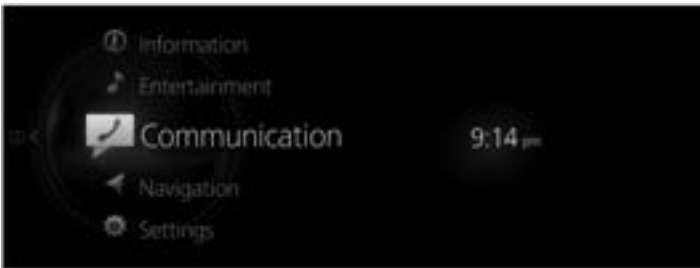 Information
Entertainment
Communication
9:14 pm
Navigation
Settings